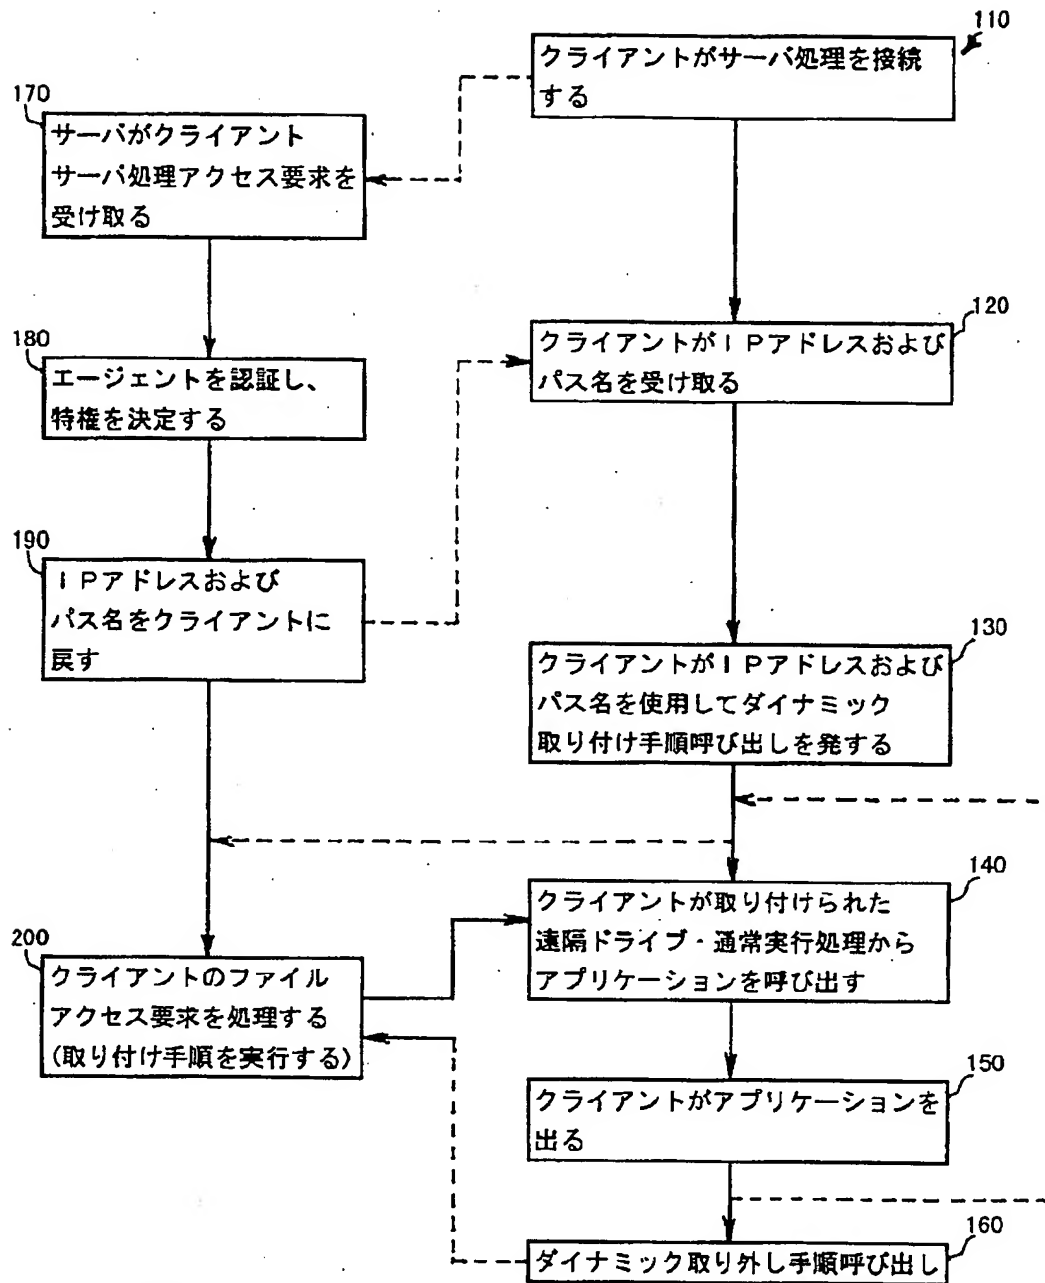 110
クライアントがサーバ処理を接続
する
170
サーバがクライアント
サーバ処理アクセス要求を
受け取る
120
クライアントがIPアドレスおよび
パス名を受け取る
180
エージェントを認証し、
特権を決定する
190
IPアドレスおよび
パス名をクライアントに
戻す
130
クライアントがIPアドレスおよび
パス名を使用してダイナミック
取り付け手順呼び出しを発する
140
クライアントが取り付けられた
遠隔ドライブ・通常実行処理から
アプリケーションを呼び出す
200
クライアントのファイル
アクセス要求を処理する
(取り付け手順を実行する)
150
クライアントがアプリケーションを
出る
160
ダイナミック取り外し手順呼び出し